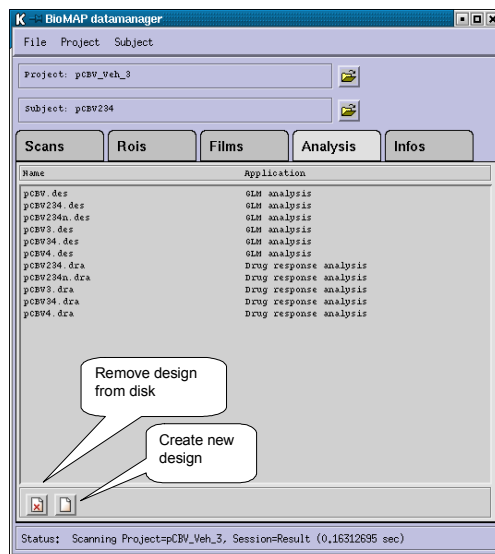 BioMAP datamanager
File Project Subject
Project: pCBV_Veh_3
Subject: pCBV234
Scans Rois Films Analysis Infos
Name Application
pCBV.des GLM analysis
pCBV234.des GLM analysis
pCBV234n.des GLM analysis
pCBV3.des GLM analysis
pCBV34.des GLM analysis
pCBV4.des GLM analysis
pCBV234.dra Drug response analysis
pCBV234n.dra Drug response analysis
pCBV3.dra Drug response analysis
pCBV34.dra Drug response analysis
pCBV4.dra Drug response analysis
Remove design
from disk
Create new
design
Status: Scanning Project=pCBV_Veh_3, Session=Result (0.16312695 sec)